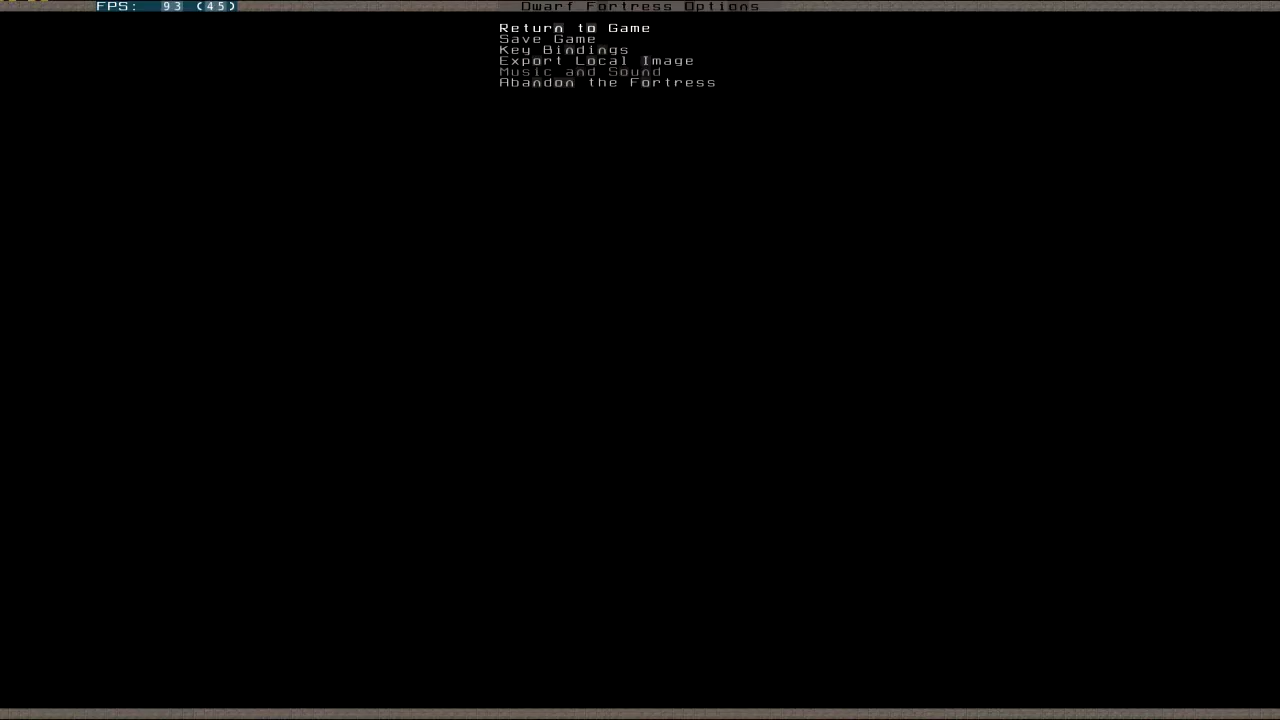 FPS: 93 (45)
Dwarf Fortress Options
Return to Game
Save Game
Key Bindings
Export Local Image
Music and Sound
Abandon the Fortress